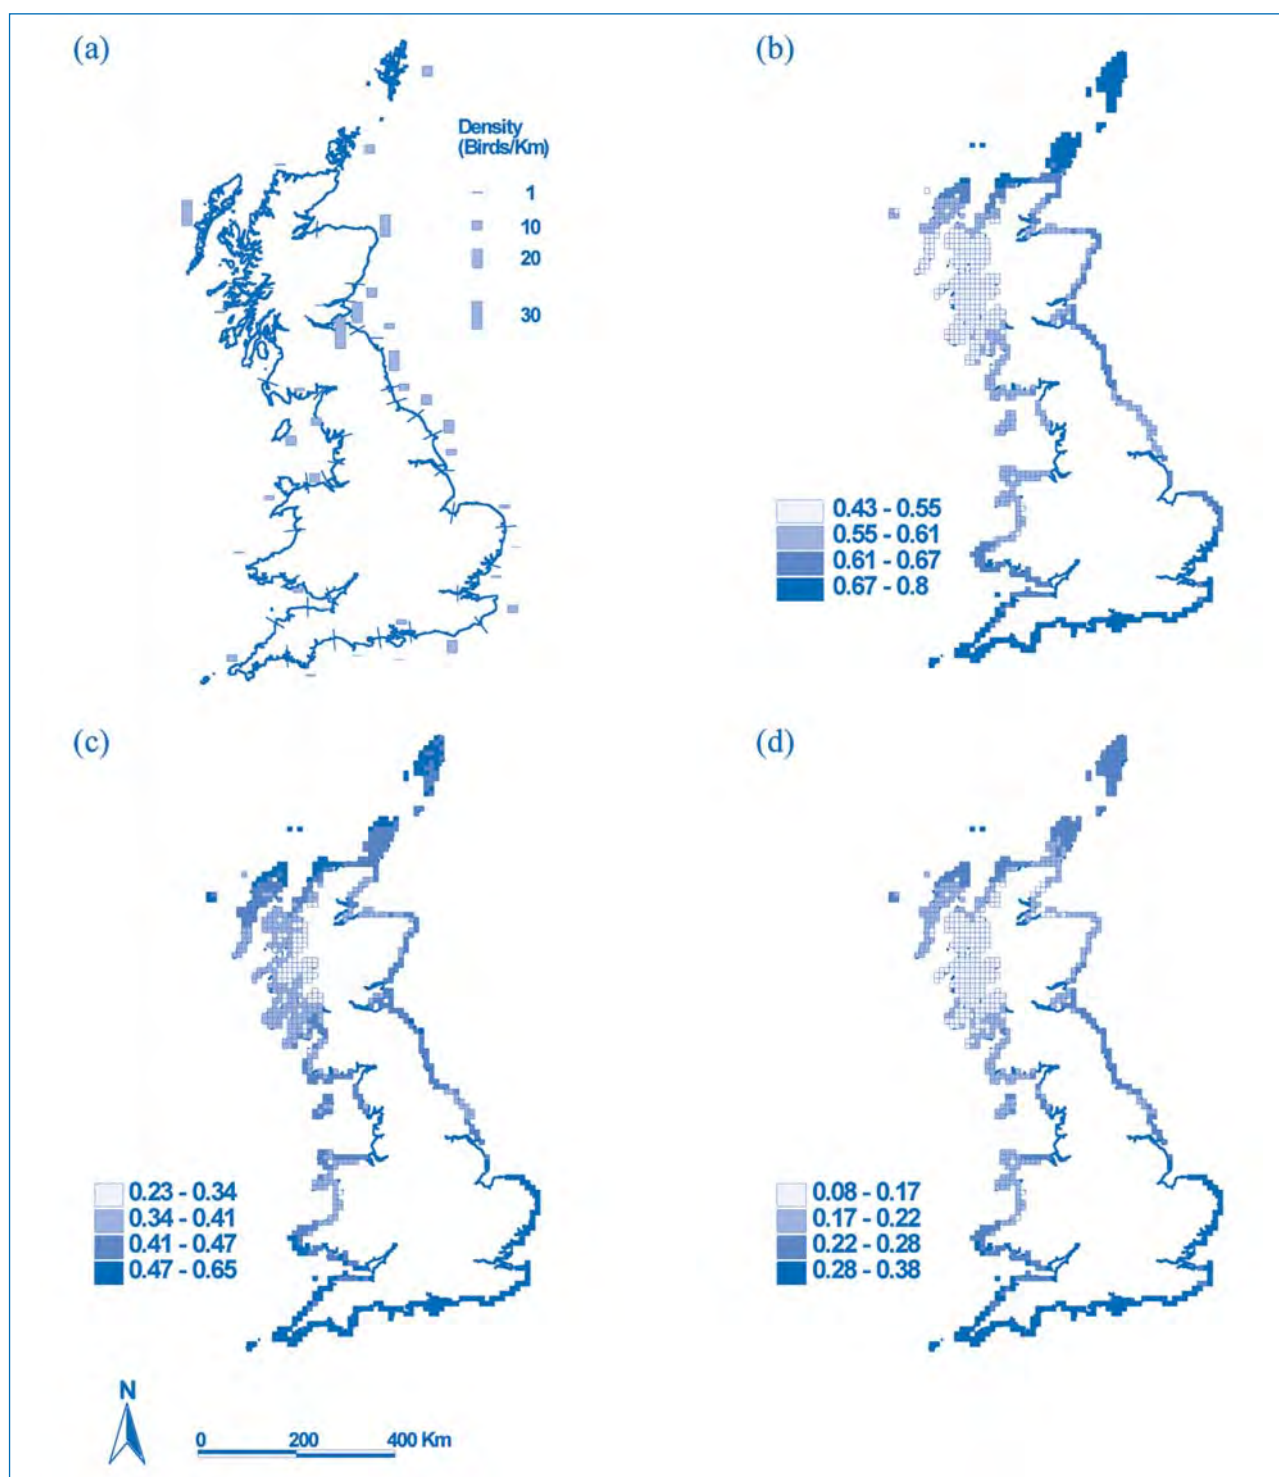 (a)
Density
(Birds/Km)
1
10
20
30
(b)
0.43 - 0.55
0.55 - 0.61
0.61 - 0.67
0.67 - 0.8
(c)
0.23 - 0.34
0.34 - 0.41
0.41 - 0.47
0.47 - 0.65
(d)
0.08 - 0.17
0.17 - 0.22
0.22 - 0.28
0.28 - 0.38
N
0 200 400 Km